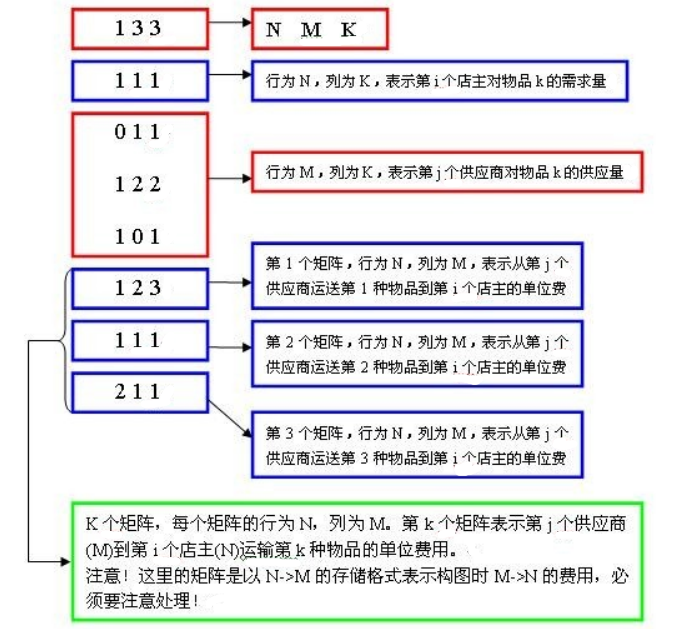 1 3 3
N M K
1 1 1
行为 N，列为 K，表示第 i 个店主对物品 k 的需求量
0 1 1
1 2 2
1 0 1
行为 M，列为 K，表示第 j 个供应商对物品 k 的供应量
1 2 3
第 1 个矩阵，行为 N，列为 M，表示从第 j 个
供应商运送第 1 种物品到第 i 个店主的单位费
1 1 1
第 2 个矩阵，行为 N，列为 M，表示从第 j 个
供应商运送第 2 种物品到第 i 个店主的单位费
2 1 1
第 3 个矩阵，行为 N，列为 M，表示从第 j 个
供应商运送第 3 种物品到第 i 个店主的单位费
K 个矩阵，每个矩阵的行为 N，列为 M。第 k 个矩阵表示第 j 个供应商
(M)到第 i 个店主(N)运输第 k 种物品的单位费用。
注意！这里的矩阵是以 N->M 的存储格式表示构图时 M->N 的费用，必
须要注意处理！